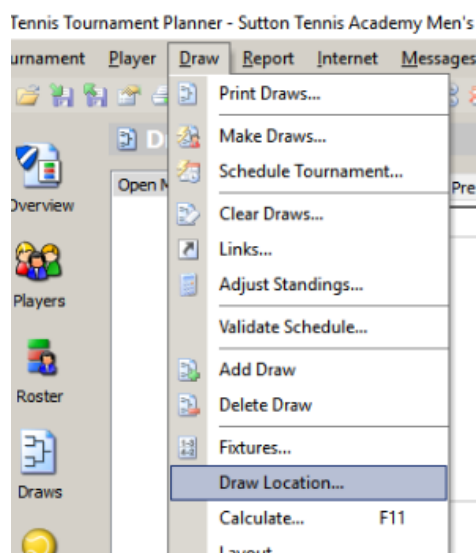 Tennis Tournament Planner - Sutton Tennis Academy Men's
urnament Player Draw Report Internet Messages
Print Draws...
Make Draws...
Schedule Tournament...
Open M
Pre
Overview
Clear Draws...
Links...
Adjust Standings...
Players
Validate Schedule...
Add Draw
Roster
Delete Draw
Fixtures...
Draw Location...
Draws
Calculate... F11
Layout